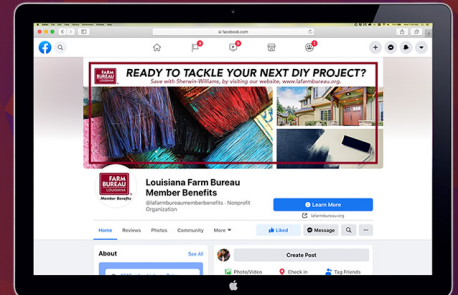 facebook.com
FARM
BUREAU
LOUISIANA
READY TO TACKLE YOUR NEXT DIY PROJECT?
Save with Sherwin-Williams, by visiting our website, www.lafarmbureau.org.
FARM
BUREAU
LOUISIANA
Member Benefits
Louisiana Farm Bureau
Member Benefits
@lafarmbureaumemberbenefits · Nonprofit
Organization
Learn More
lafarmbureau.org
Home Reviews Photos Community More Liked Message
About See All Create Post
Photo/Video Check in Tag Friends